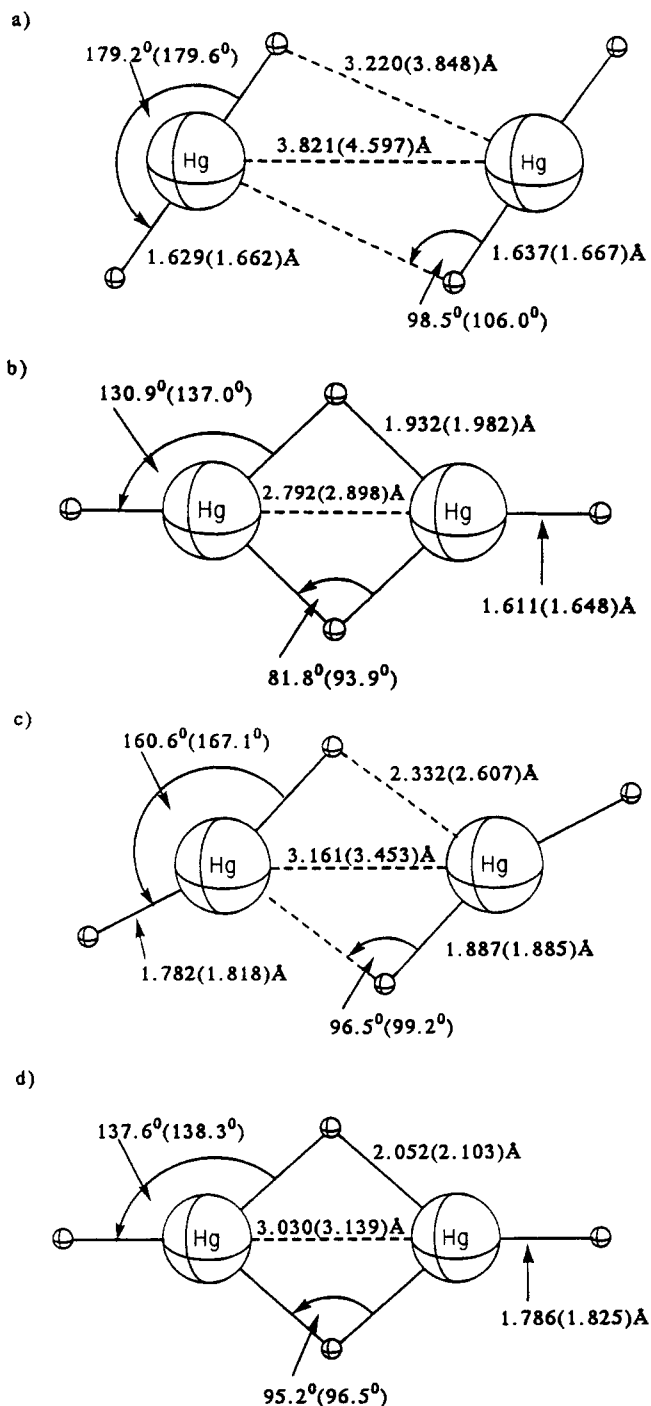 a)
179.2⁰(179.6⁰)
3.220(3.848)Å
3.821(4.597)Å
Hg
Hg
1.629(1.662)Å
1.637(1.667)Å
98.5⁰(106.0⁰)
b)
130.9⁰(137.0⁰)
1.932(1.982)Å
2.792(2.898)Å
Hg
Hg
1.611(1.648)Å
81.8⁰(93.9⁰)
c)
160.6⁰(167.1⁰)
2.332(2.607)Å
3.161(3.453)Å
Hg
Hg
1.782(1.818)Å
1.887(1.885)Å
96.5⁰(99.2⁰)
d)
137.6⁰(138.3⁰)
2.052(2.103)Å
3.030(3.139)Å
Hg
Hg
1.786(1.825)Å
95.2⁰(96.5⁰)